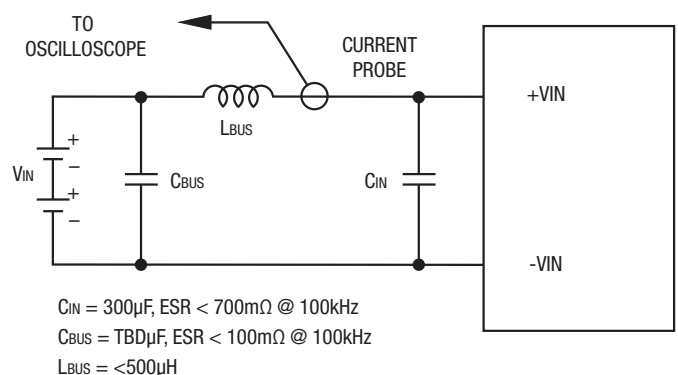 TO
OSCILLOSCOPE
CURRENT
PROBE
+VIN
LBUS
+
−
VIN
+
−
CBUS
CIN
-VIN
CIN = 300µF, ESR < 700mΩ @ 100kHz
CBUS = TBDµF, ESR < 100mΩ @ 100kHz
LBUS = <500µH